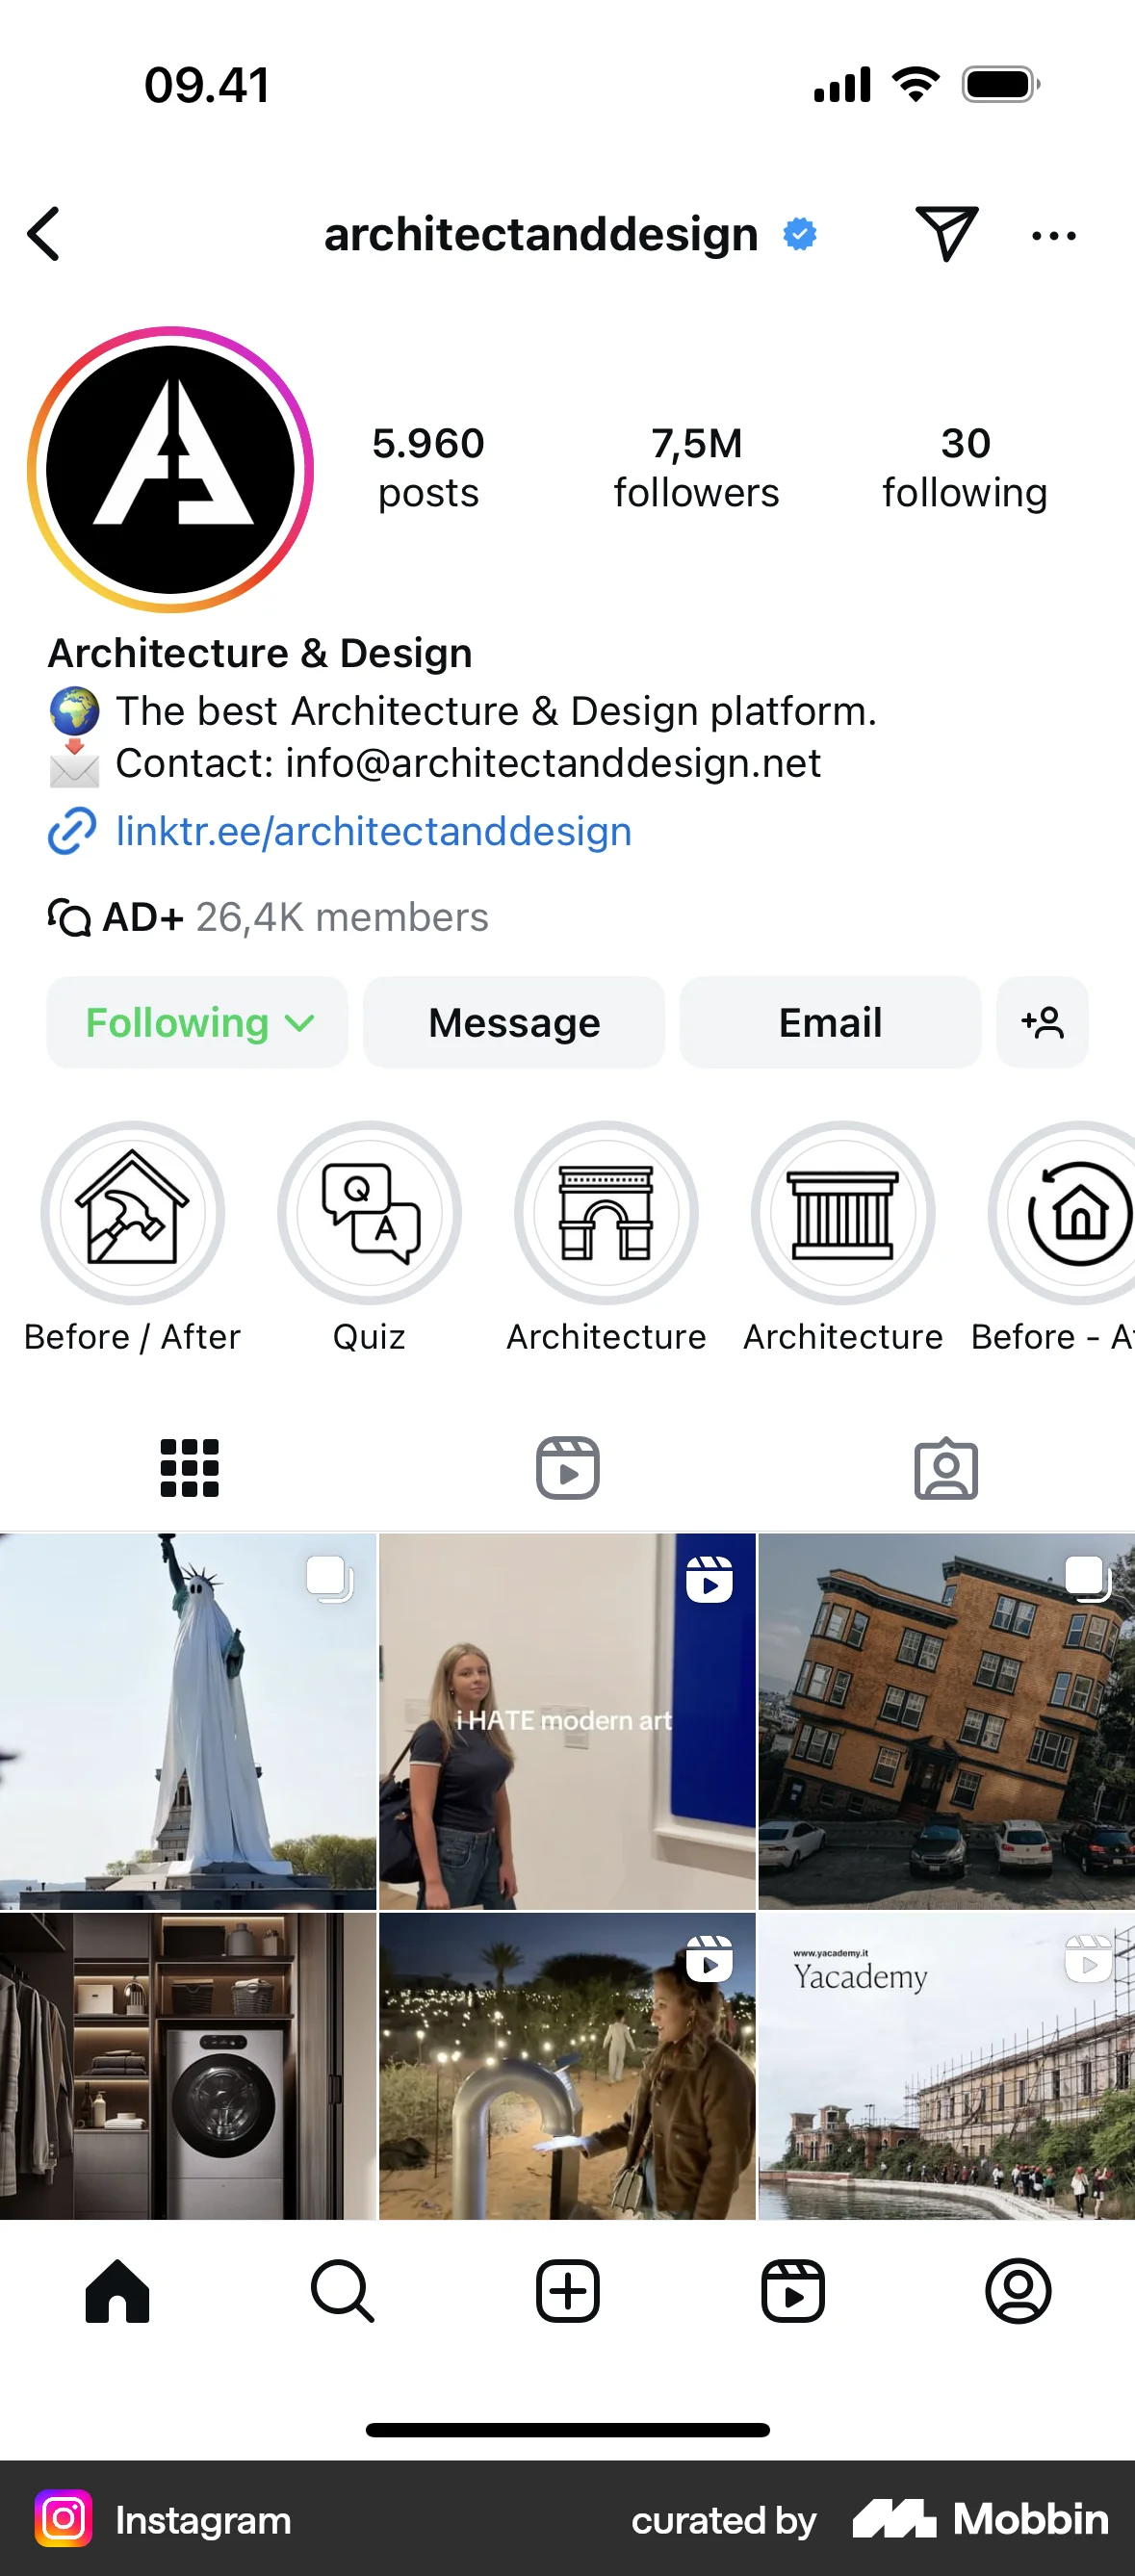 09.41
architectanddesign
5.960
posts
7,5M
followers
30
following
Architecture & Design
🌍 The best Architecture & Design platform.
📩 Contact: info@architectanddesign.net
linktr.ee/architectanddesign
AD+ 26,4K members
Following
Message
Email
Q
A
Before / After
Quiz
Architecture
Architecture
Before - A
i HATE modern art
www.yacademy.it
Yacademy
Instagram
curated by
Mobbin